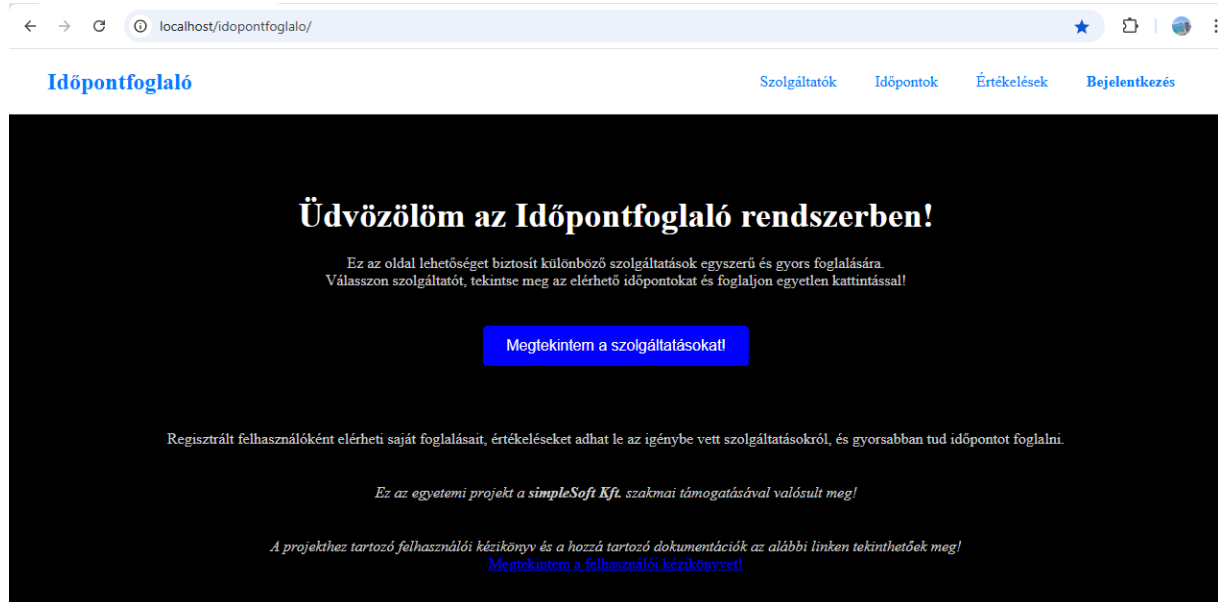 localhost/idopontfoglalo/
Időpontfoglaló
Szolgáltatók Időpontok Értékelések Bejelentkezés
Üdvözölöm az Időpontfoglaló rendszerben!
Ez az oldal lehetőséget biztosít különböző szolgáltatások egyszerű és gyors foglalására.
Válasszon szolgáltatót, tekintse meg az elérhető időpontokat és foglaljon egyetlen kattintással!
Megtekintem a szolgáltatásokat!
Regisztrált felhasználóként elérheti saját foglalásait, értékeléseket adhat le az igénybe vett szolgáltatásokról, és gyorsabban tud időpontot foglalni.
Ez az egyetemi projekt a simpleSoft Kft. szakmai támogatásával valósult meg!
A projekthez tartozó felhasználói kézikönyv és a hozzá tartozó dokumentációk az alábbi linken tekinthetőek meg!
Megtekintem a felhasználói kézikönyvet!